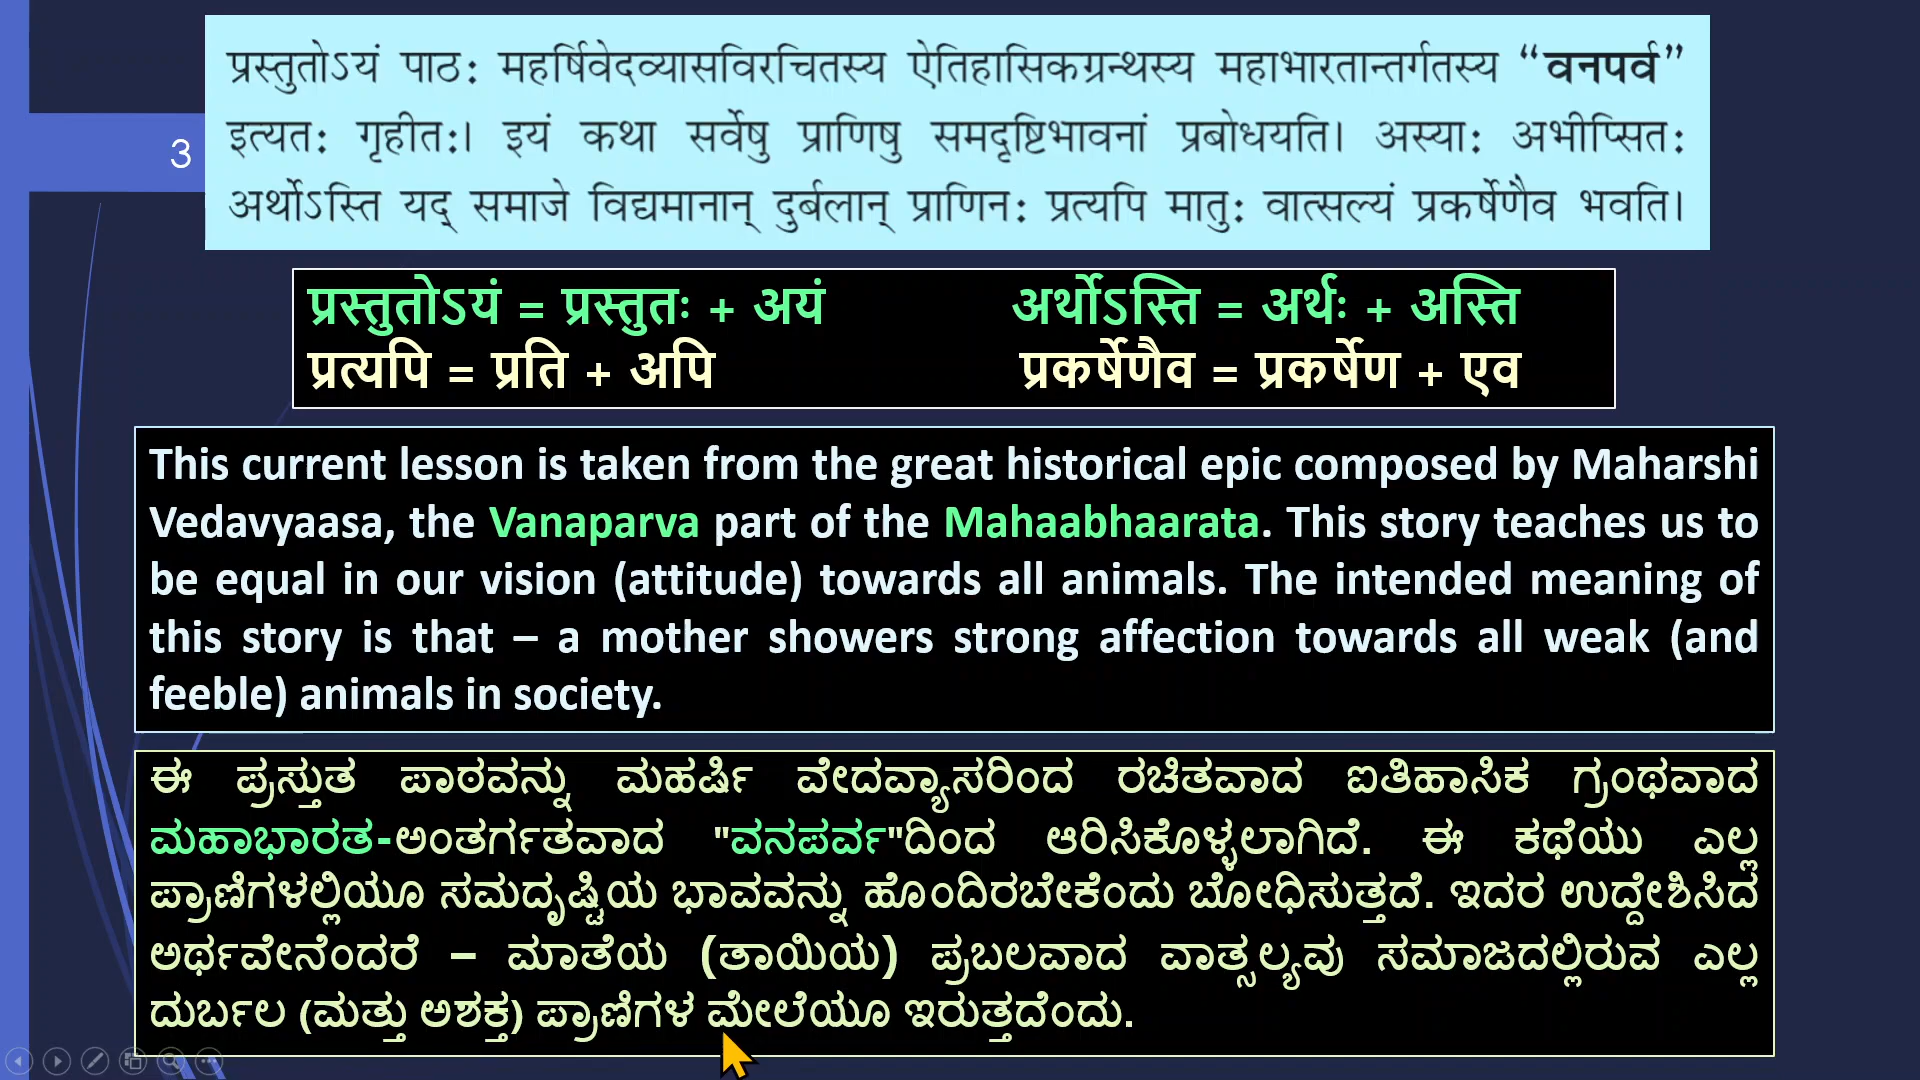 प्रस्तुतोऽयं पाठः महर्षिवेदव्यासविरचितस्य ऐतिहासिकग्रन्थस्य महाभारतान्तर्गतस्य “वनपर्व”
3
इत्यतः गृहीतः। इयं कथा सर्वेषु प्राणिषु समदृष्टिभावनां प्रबोधयति। अस्याः अभीप्सितः
अर्थोऽस्ति यद् समाजे विद्यमानान् दुर्बलान् प्राणिनः प्रत्यपि मातुः वात्सल्यं प्रकर्षेणैव भवति।
प्रस्तुतोऽयं = प्रस्तुतः + अयं अर्थोऽस्ति = अर्थः + अस्ति
प्रत्यपि = प्रति + अपि प्रकर्षेणैव = प्रकर्षेण + एव
This current lesson is taken from the great historical epic composed by Maharshi
Vedavyaasa, the Vanaparva part of the Mahaabhaarata. This story teaches us to
be equal in our vision (attitude) towards all animals. The intended meaning of
this story is that – a mother showers strong affection towards all weak (and
feeble) animals in society.
ಈ ಪ್ರಸ್ತುತ ಪಾಠವನ್ನು ಮಹರ್ಷಿ ವೇದವ್ಯಾಸರಿಂದ ರಚಿತವಾದ ಐತಿಹಾಸಿಕ ಗ್ರಂಥವಾದ
ಮಹಾಭಾರತ-ಅಂತರ್ಗತವಾದ "ವನಪರ್ವ"ದಿಂದ ಆರಿಸಿಕೊಳ್ಳಲಾಗಿದೆ. ಈ ಕಥೆಯು ಎಲ್ಲ
ಪ್ರಾಣಿಗಳಲ್ಲಿಯೂ ಸಮದೃಷ್ಟಿಯ ಭಾವವನ್ನು ಹೊಂದಿರಬೇಕೆಂದು ಬೋಧಿಸುತ್ತದೆ. ಇದರ ಉದ್ದೇಶಿಸಿದ
ಅರ್ಥವೇನೆಂದರೆ – ಮಾತೆಯ (ತಾಯಿಯ) ಪ್ರಬಲವಾದ ವಾತ್ಸಲ್ಯವು ಸಮಾಜದಲ್ಲಿರುವ ಎಲ್ಲ
ದುರ್ಬಲ (ಮತ್ತು ಅಶಕ್ತ) ಪ್ರಾಣಿಗಳ ಮೇಲೆಯೂ ಇರುತ್ತದೆಂದು.